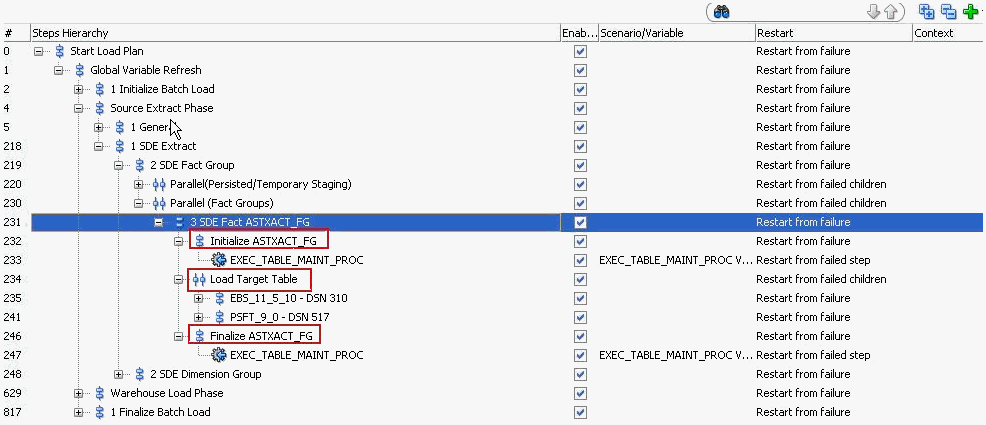 # Steps Hierarchy Enab... Scenario/Variable Restart Context
0 Start Load Plan Restart from failure
1 Global Variable Refresh Restart from failure
2 1 Initialize Batch Load Restart from failure
4 Source Extract Phase Restart from failure
5 1 General Restart from failure
218 1 SDE Extract Restart from failure
219 2 SDE Fact Group Restart from failure
220 Parallel(Persisted/Temporary Staging) Restart from failed children
230 Parallel (Fact Groups) Restart from failed children
231 3 SDE Fact ASTXACT_FG Restart from failure
232 Initialize ASTXACT_FG Restart from failure
233 EXEC_TABLE_MAINT_PROC EXEC_TABLE_MAINT_PROC V... Restart from failed step
234 Load Target Table Restart from failed children
235 EBS_11_5_10 - DSN 310 Restart from failure
241 PSFT_9_0 - DSN 517 Restart from failure
246 Finalize ASTXACT_FG Restart from failure
247 EXEC_TABLE_MAINT_PROC EXEC_TABLE_MAINT_PROC V... Restart from failed step
248 2 SDE Dimension Group Restart from failure
629 Warehouse Load Phase Restart from failure
817 1 Finalize Batch Load Restart from failure